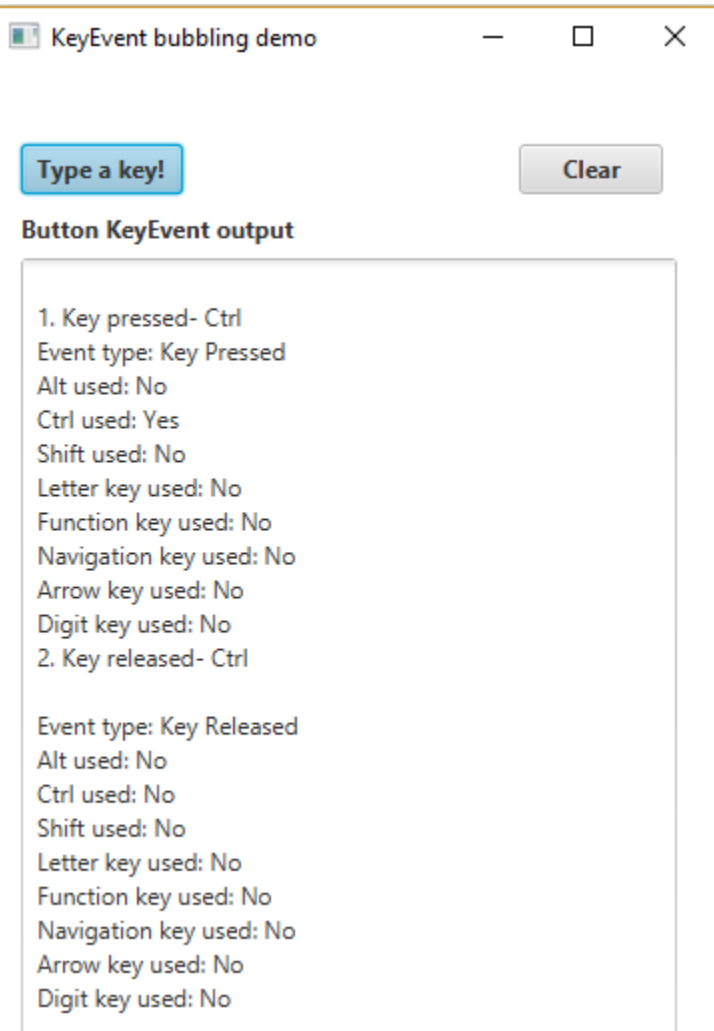 KeyEvent bubbling demo
Type a key!
Clear
Button KeyEvent output
1. Key pressed- Ctrl
Event type: Key Pressed
Alt used: No
Ctrl used: Yes
Shift used: No
Letter key used: No
Function key used: No
Navigation key used: No
Arrow key used: No
Digit key used: No
2. Key released- Ctrl
Event type: Key Released
Alt used: No
Ctrl used: No
Shift used: No
Letter key used: No
Function key used: No
Navigation key used: No
Arrow key used: No
Digit key used: No